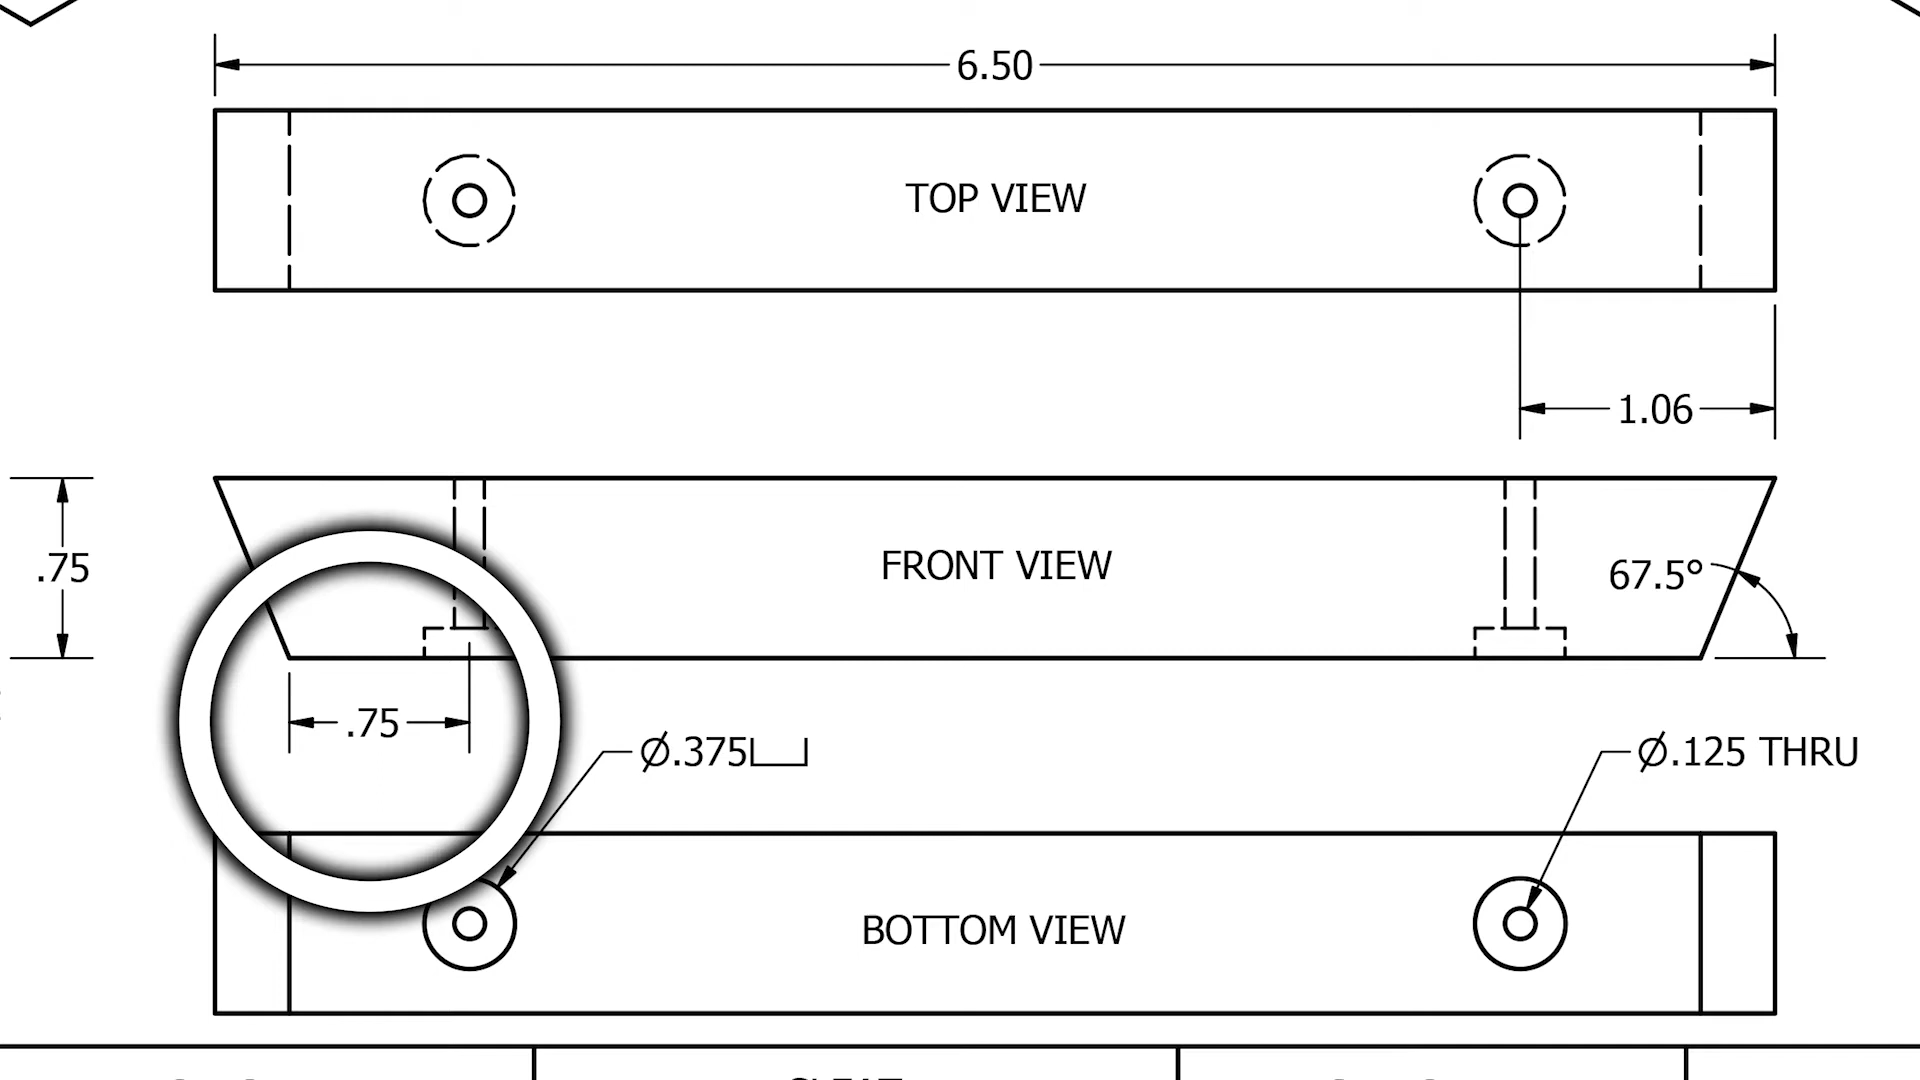 6.50
TOP VIEW
1.06
.75
FRONT VIEW
67.5°
.75
Ø.375⌴
Ø.125 THRU
BOTTOM VIEW